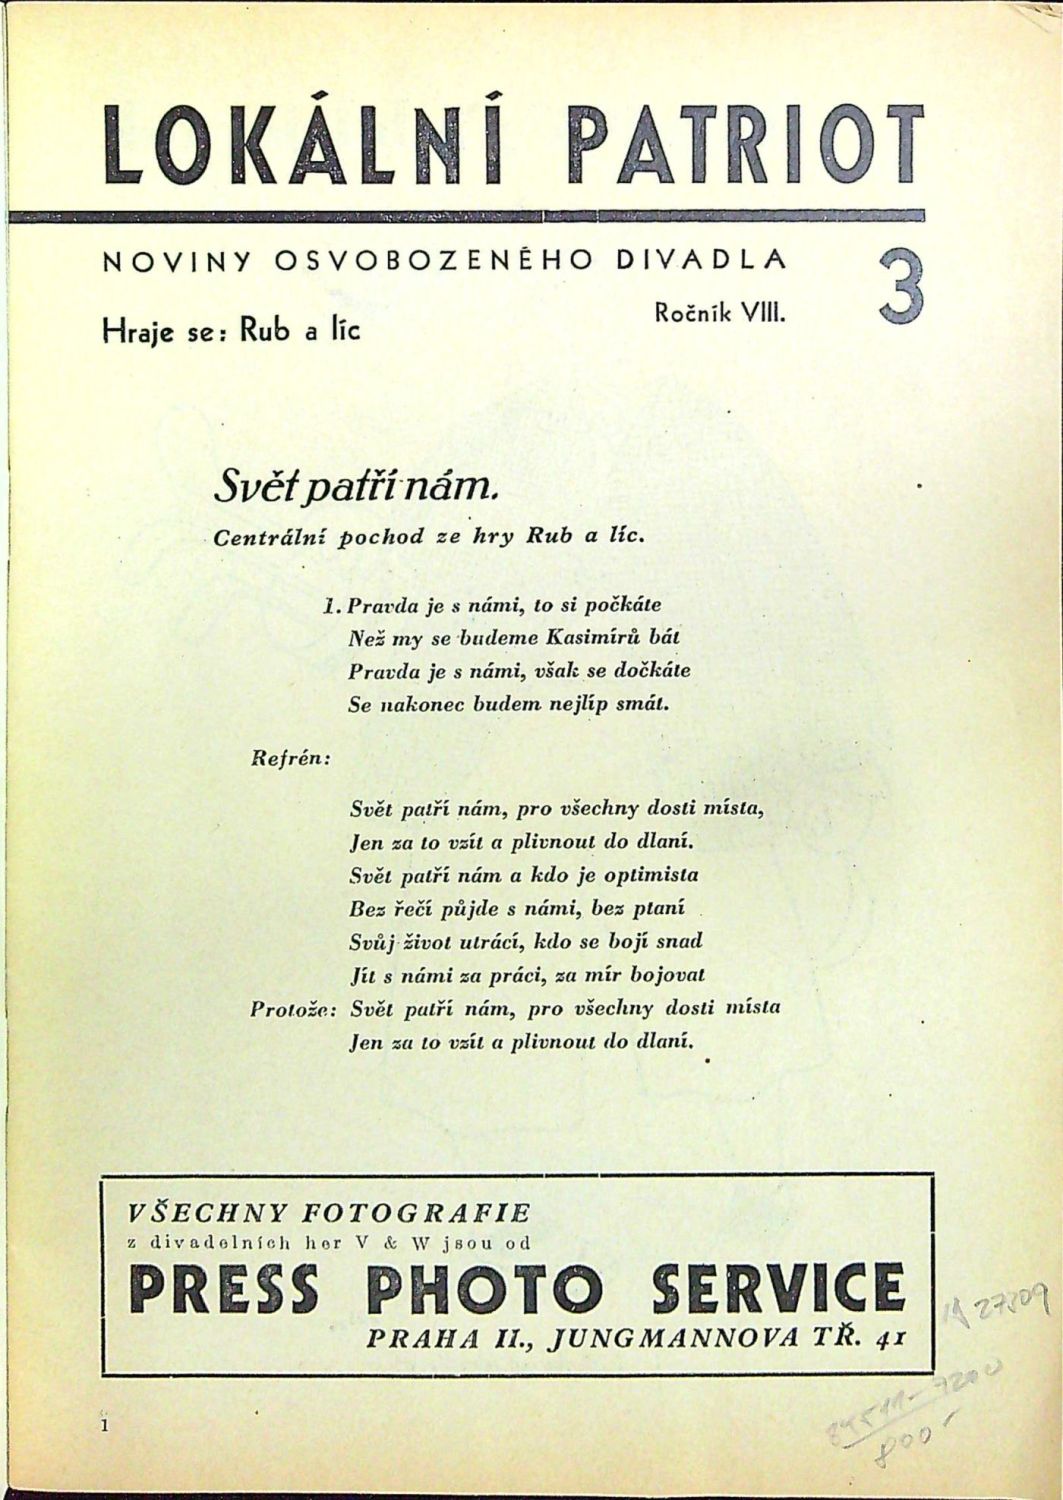 LOKÁLNÍ PATRIOT
NOVINY OSVOBOZENÉHO DIVADLA 3
Ročník VIII.
Hraje se: Rub a líc
Svět patří nám.
Centrální pochod ze hry Rub a líc.
1. Pravda je s námi, to si počkáte
Než my se budeme Kasimírů bát
Pravda je s námi, však se dočkáte
Se nakonec budem nejlíp smát.
Refrén:
Svět patří nám, pro všechny dosti místa,
Jen za to vzít a plivnout do dlaní.
Svět patří nám a kdo je optimista
Bez řečí půjde s námi, bez ptaní
Svůj život utrácí, kdo se bojí snad
Jít s námi za práci, za mír bojovat
Protože: Svět patří nám, pro všechny dosti místa
Jen za to vzít a plivnout do dlaní.
VŠECHNY FOTOGRAFIE
z divadelních her V & W jsou od
PRESS PHOTO SERVICE
PRAHA II., JUNGMANNOVA TŘ. 41
1